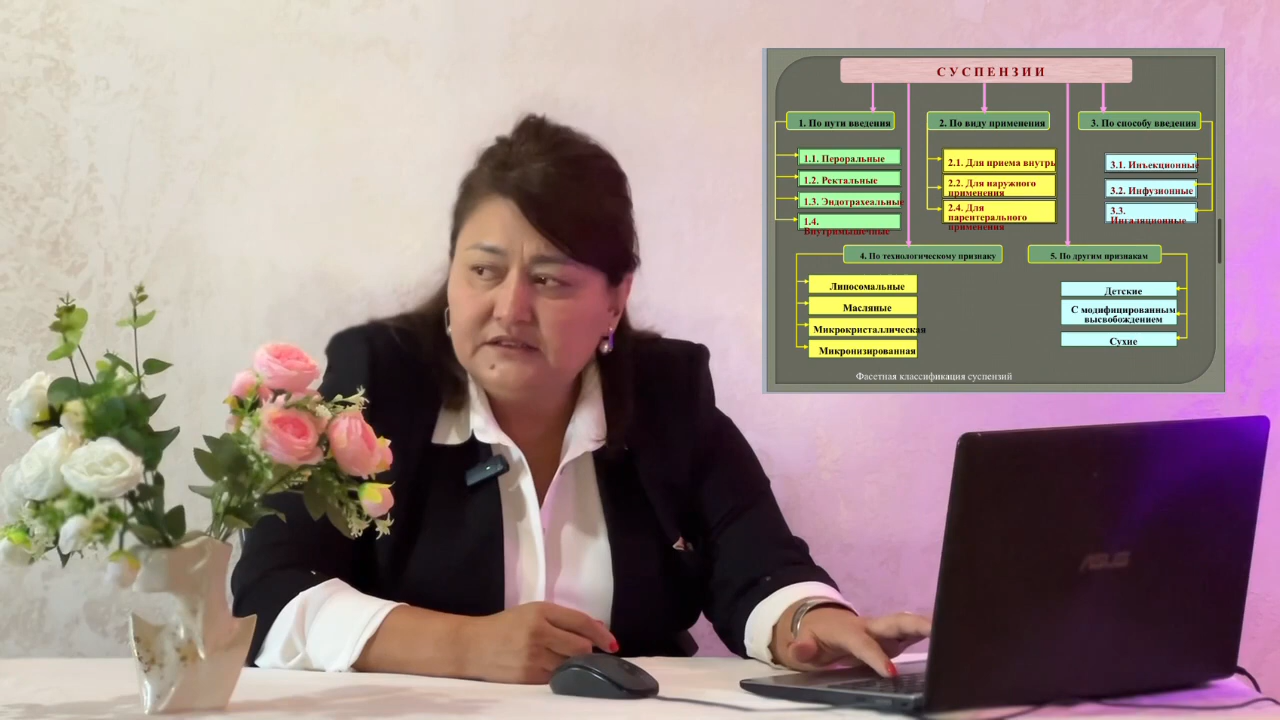 СУСПЕНЗИИ
1. По пути введения
2. По виду применения
3. По способу введения
1.1. Пероральные
1.2. Ректальные
1.3. Эндотрахеальные
1.4.
Внутримышечные
2.1. Для приема внутрь
2.2. Для наружного
применения
2.4. Для
парентерального
применения
3.1. Инъекционные
3.2. Инфузионные
3.3.
Ингаляционные
4. По технологическому признаку
5. По другим признакам
Липосомальные
Масляные
Микрокристаллическая
Микронизированная
Детские
С модифицированным
высвобождением
Сухие
Фасетная классификация суспензий
ASUS